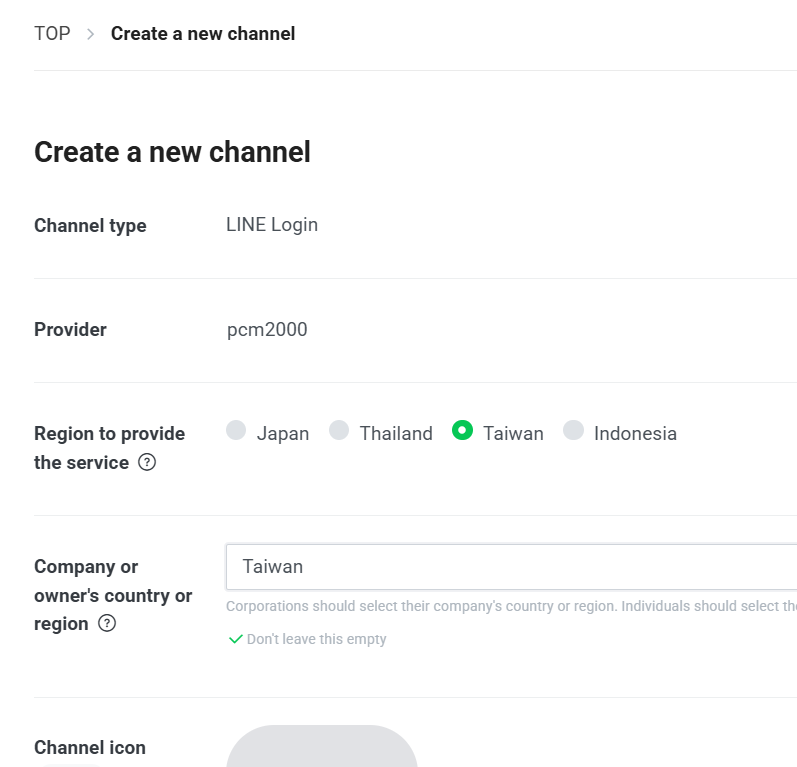 TOP > Create a new channel
Create a new channel
Channel type LINE Login
Provider pcm2000
Region to provide Japan Thailand Taiwan Indonesia
the service ?
Company or Taiwan
owner's country or Corporations should select their company's country or region. Individuals should select
region ?
Don't leave this empty
Channel icon